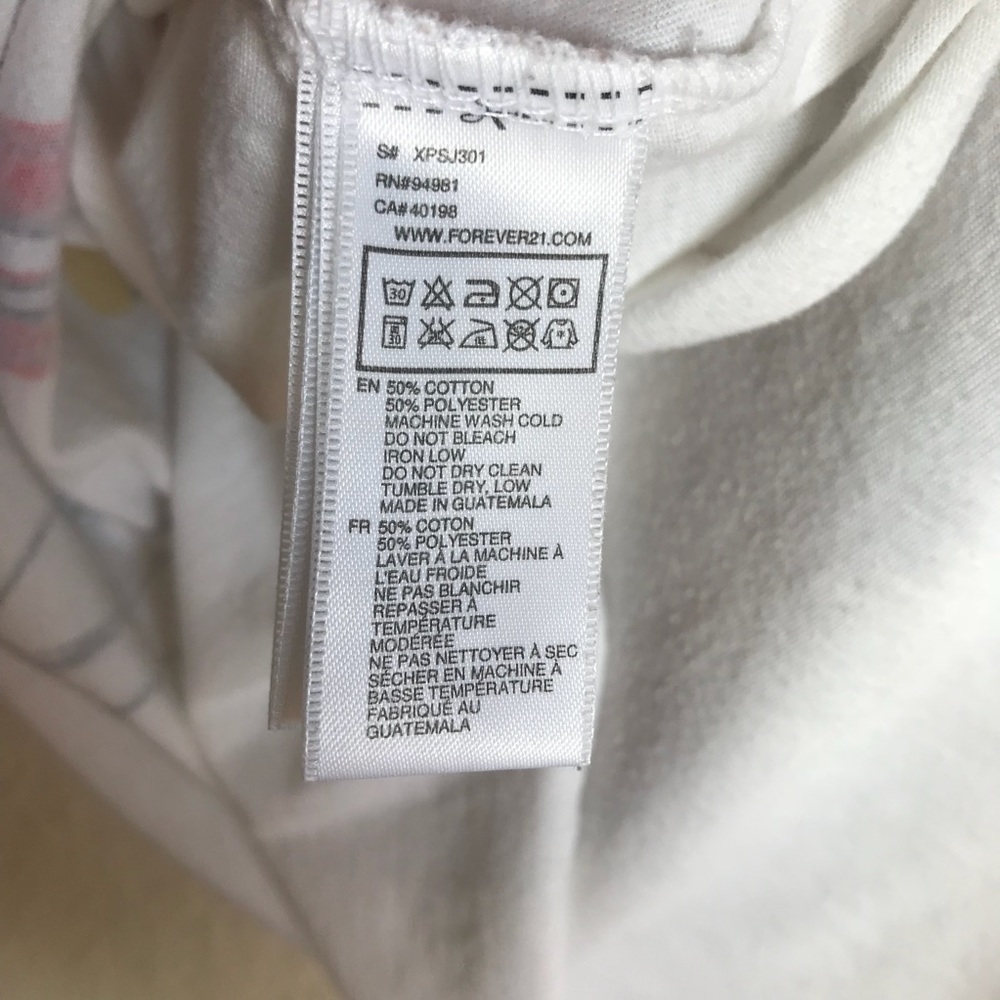 S# XPSJ301
RN#94981
CA#40198
WWW.FOREVER21.COM
30
30
EN 50% COTTON
50% POLYESTER
MACHINE WASH COLD
DO NOT BLEACH
IRON LOW
DO NOT DRY CLEAN
TUMBLE DRY, LOW
MADE IN GUATEMALA
FR 50% COTON
50% POLYESTER
LAVER À LA MACHINE À
L'EAU FROIDE
NE PAS BLANCHIR
REPASSER À
TEMPÉRATURE
MODÉRÉE
NE PAS NETTOYER À SEC
SÉCHER EN MACHINE À
BASSE TEMPÉRATURE
FABRIQUÉ AU
GUATEMALA